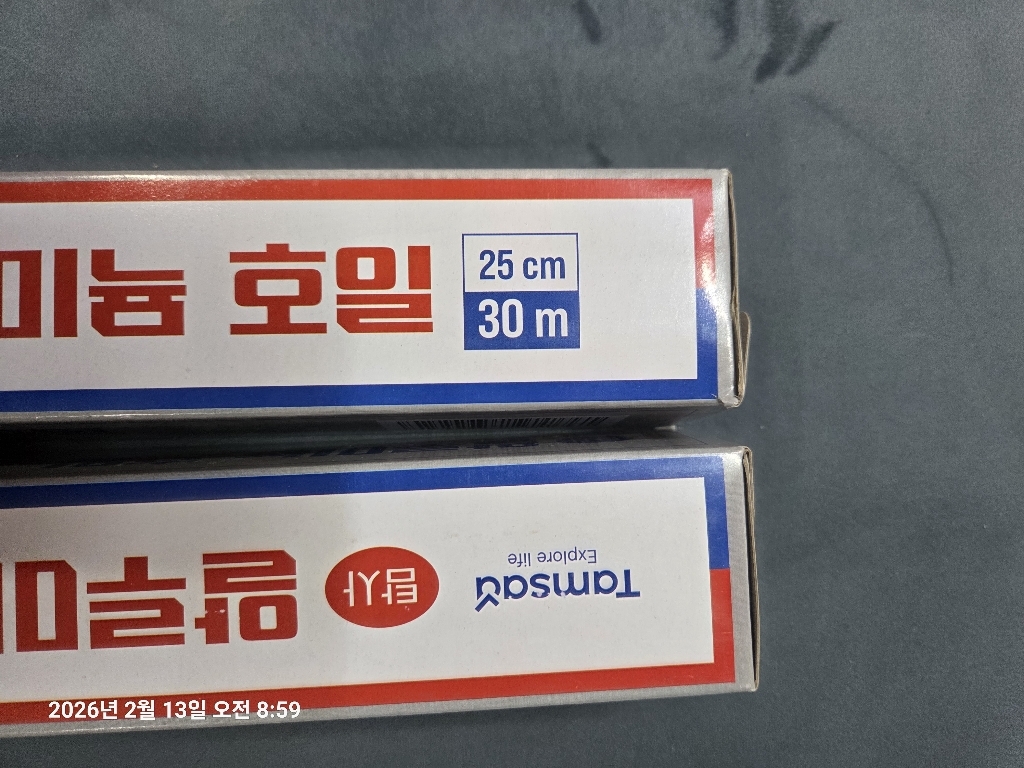 미늄 호일
25 cm
30 m
Tamsaa
Explore life
탐사
알루미
2026년 2월 13일 오전 8:59